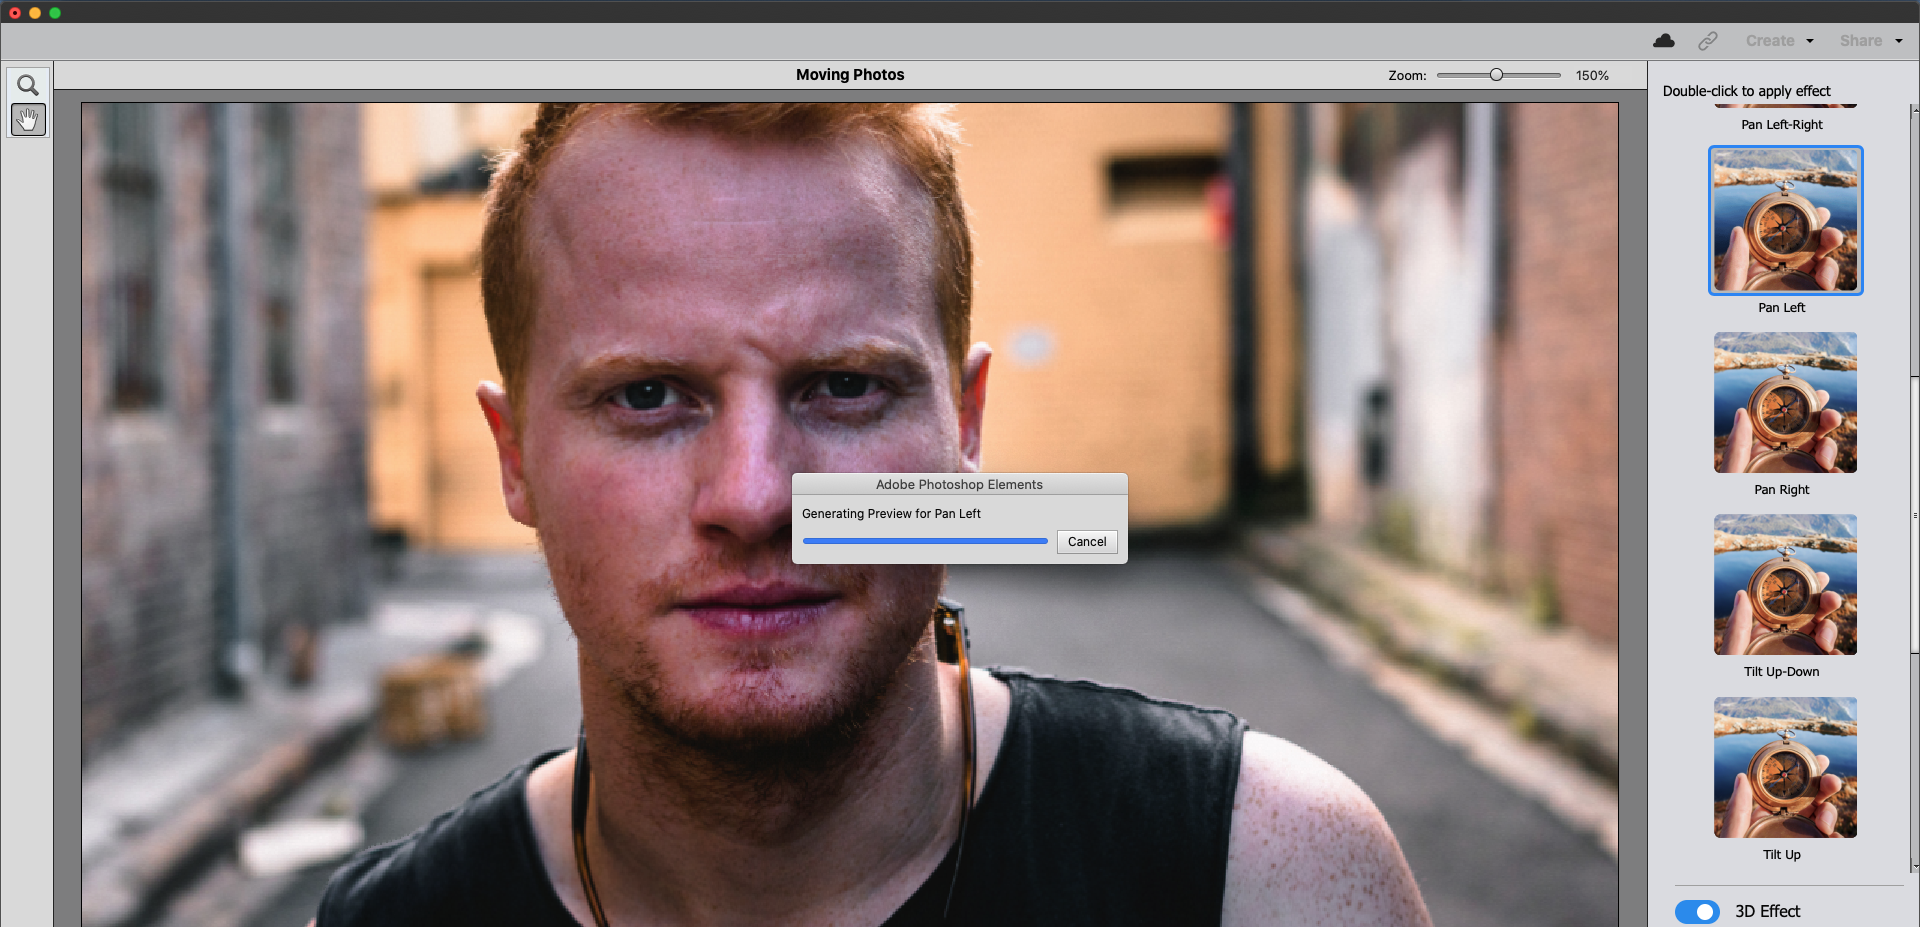 Create
Share
Moving Photos
Zoom:
150%
Double-click to apply effect
Pan Left-Right
Pan Left
Pan Right
Tilt Up-Down
Tilt Up
3D Effect
Adobe Photoshop Elements
Generating Preview for Pan Left
Cancel